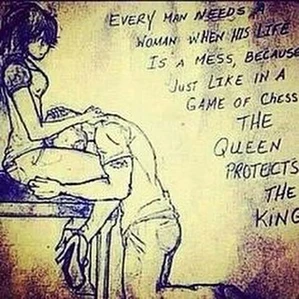 EVERY MAN NEEDS A
WOMAN WHEN HIS LIFE
IS A MESS, BECAUSE
JUST LIKE IN A
GAME OF CHESS
THE
QUEEN
PROTECTS
THE
KING